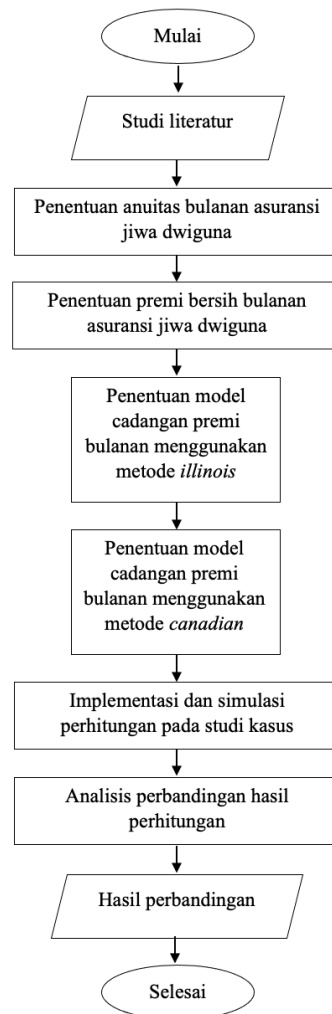 Mulai
Studi literatur
Penentuan anuitas bulanan asuransi
jiwa dwiguna
Penentuan premi bersih bulanan
asuransi jiwa dwiguna
Penentuan model
cadangan premi
bulanan menggunakan
metode illinois
Penentuan model
cadangan premi
bulanan menggunakan
metode canadian
Implementasi dan simulasi
perhitungan pada studi kasus
Analisis perbandingan hasil
perhitungan
Hasil perbandingan
Selesai